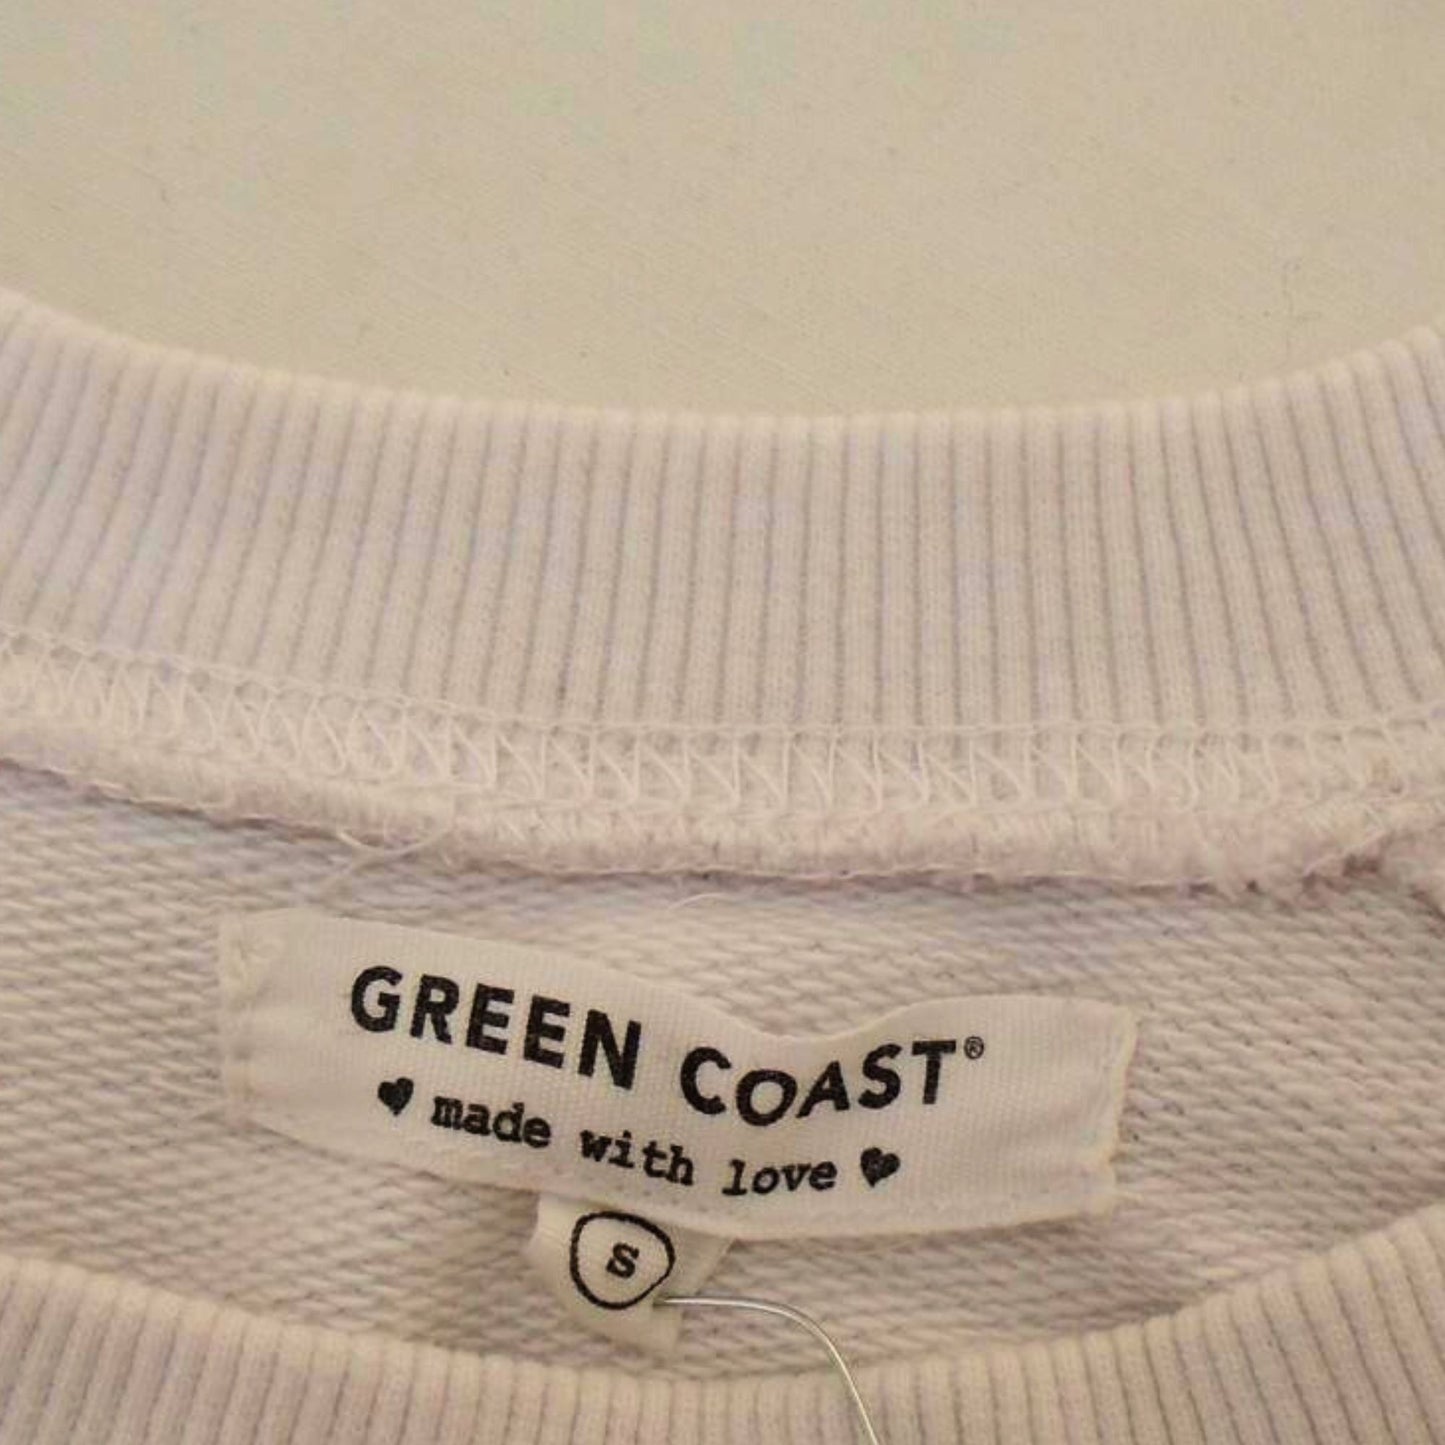 GREEN COAST®
♥ made with love ♥
S